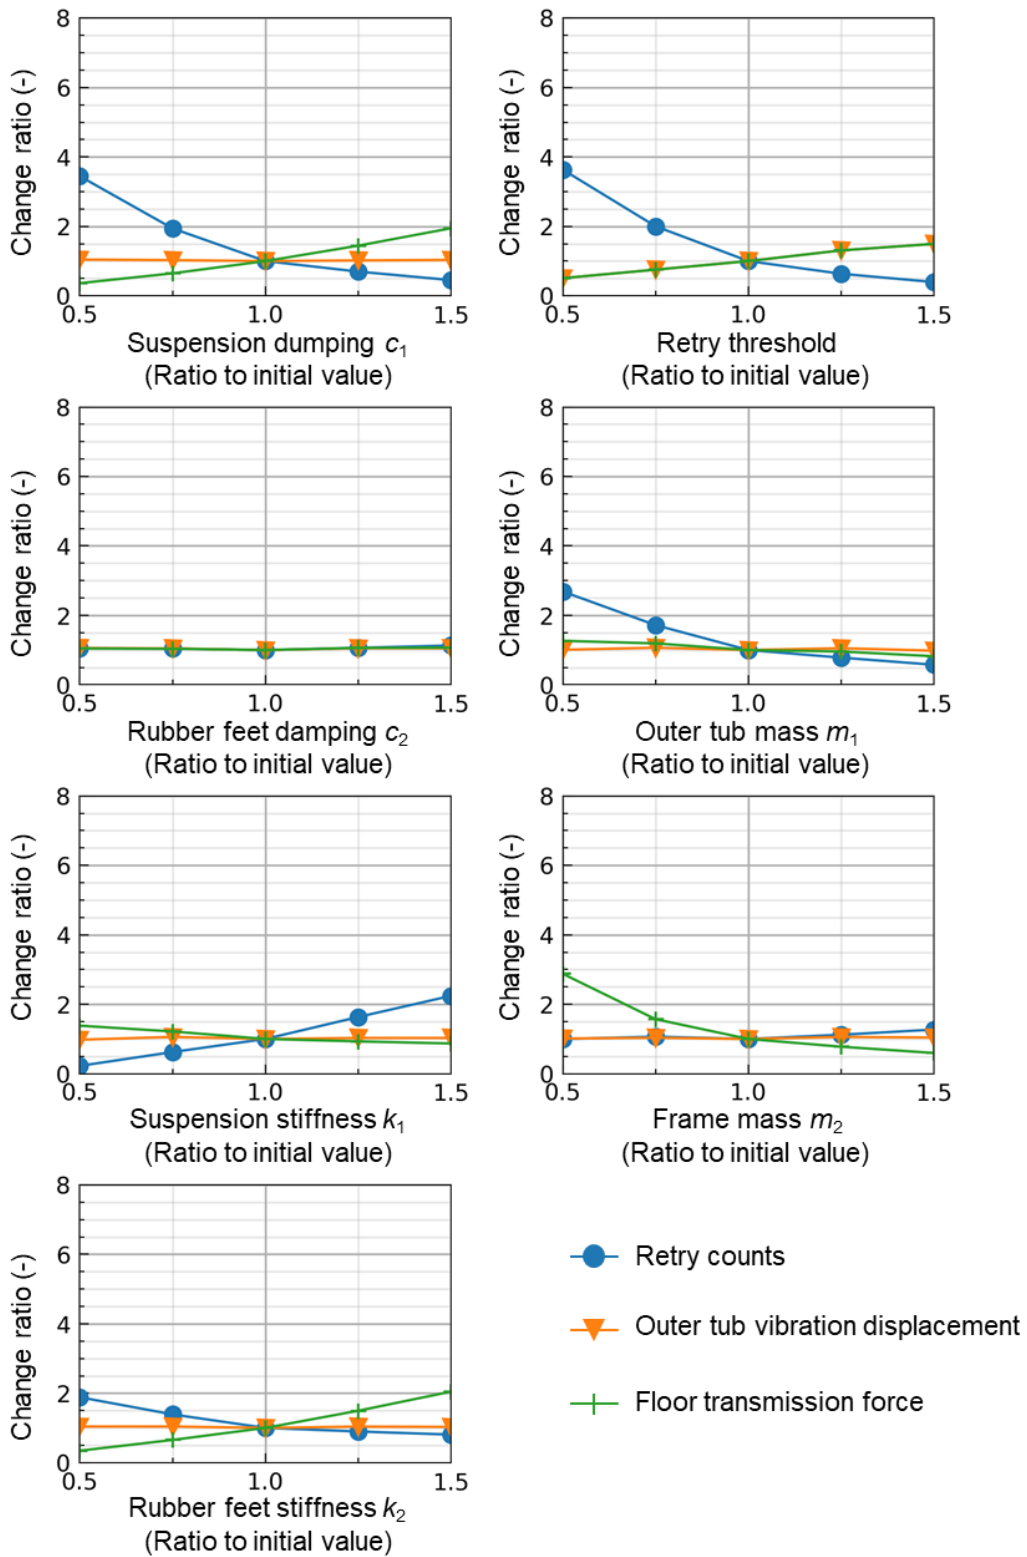 8
6
4
2
0
Change ratio (-)
0.5 1.0 1.5
Suspension dumping c1
(Ratio to initial value)
8
6
4
2
0
Change ratio (-)
0.5 1.0 1.5
Retry threshold
(Ratio to initial value)
8
6
4
2
0
Change ratio (-)
0.5 1.0 1.5
Rubber feet damping c2
(Ratio to initial value)
8
6
4
2
0
Change ratio (-)
0.5 1.0 1.5
Outer tub mass m1
(Ratio to initial value)
8
6
4
2
0
Change ratio (-)
0.5 1.0 1.5
Suspension stiffness k1
(Ratio to initial value)
8
6
4
2
0
Change ratio (-)
0.5 1.0 1.5
Frame mass m2
(Ratio to initial value)
8
6
4
2
0
Change ratio (-)
0.5 1.0 1.5
Rubber feet stiffness k2
(Ratio to initial value)
Retry counts
Outer tub vibration displacement
Floor transmission force